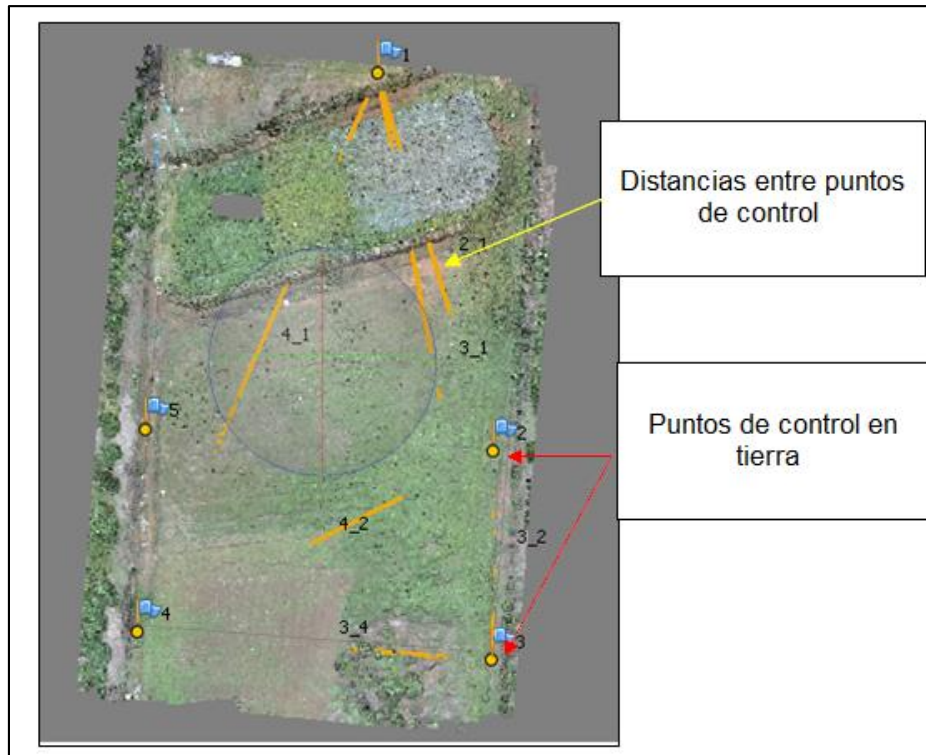 1
Distancias entre puntos
de control
2_1
4_1
3_1
5
2
Puntos de control en
tierra
4_2
3_2
4
3_4
3